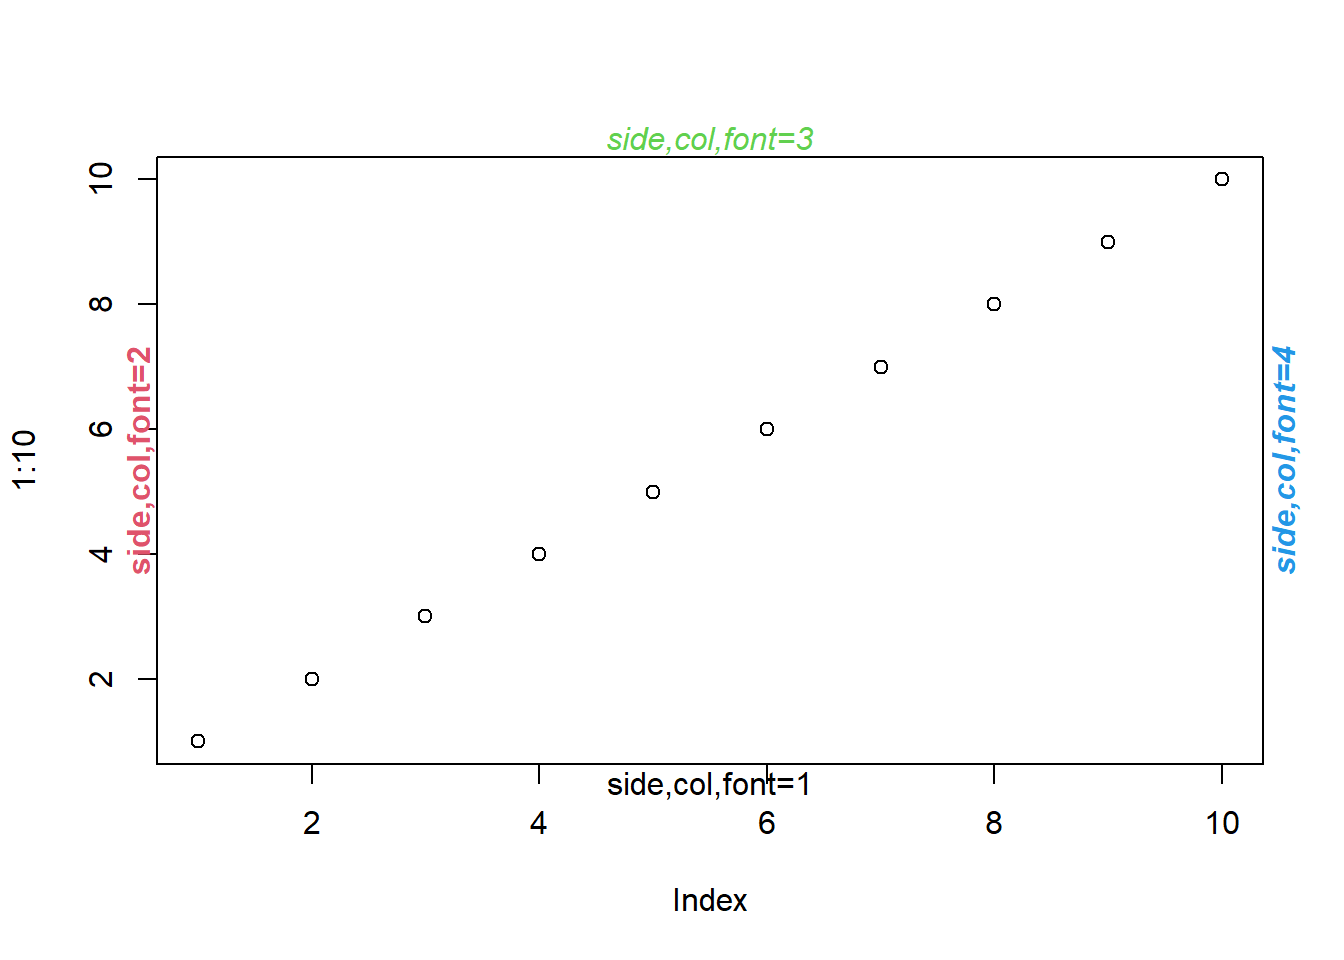 side,col,font=3
10
8
6
4
2
1:10
side,col,font=2
side,col,font=4
side,col,font=1
2 4 6 8 10
Index